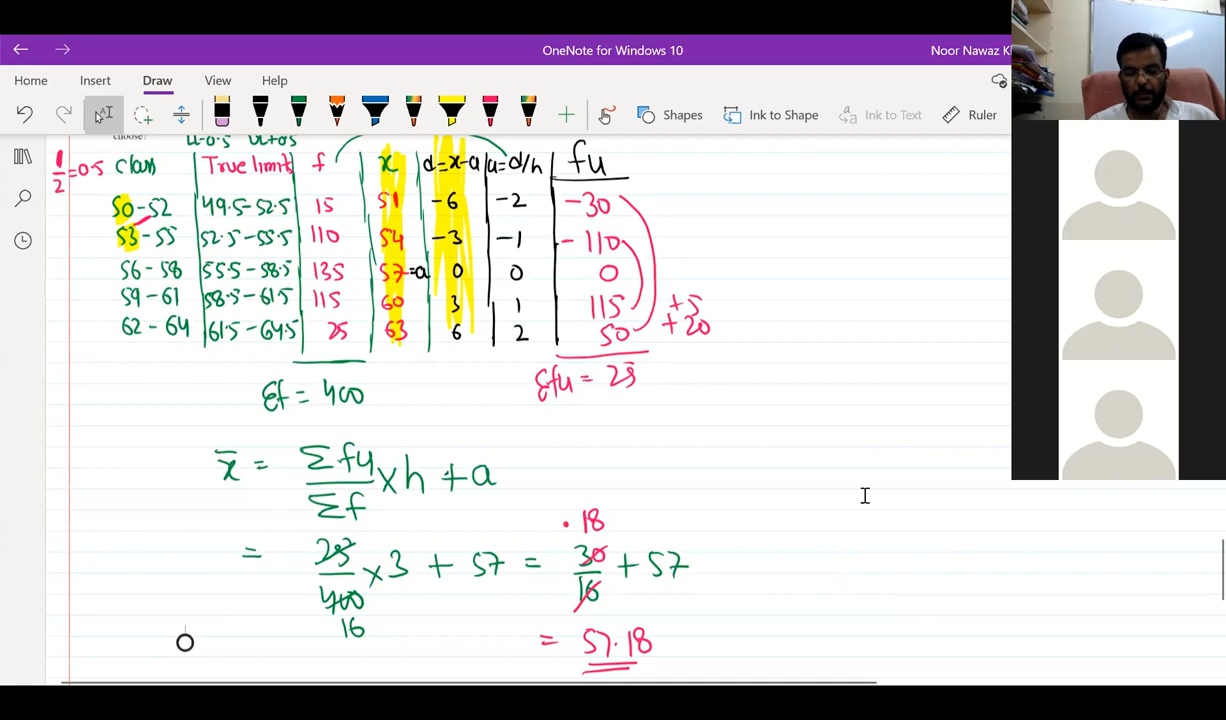 OneNote for Windows 10
Noor Nawaz K
Home Insert Draw View Help
Shapes Ink to Shape Ink to Text Ruler
choose?
1/2 = 0.5
class True limits f x d=x-a u=d/h fu
50-52 49.5-52.5 15 51 -6 -2 -30
53-55 52.5-55.5 110 54 -3 -1 -110
56-58 55.5-58.5 135 57=a 0 0 0
59-61 58.5-61.5 115 60 3 1 115 +5
62-64 61.5-64.5 25 63 6 2 50 +20
Σf = 400
Σfu = 25
x̄ = Σfu/Σf × h + a
.18
= 25/400 × 3 + 57 = 30/16 + 57
16
= 57.18